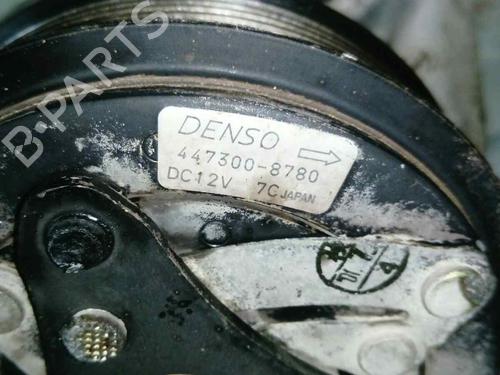 B-PARTS
DENSO
447300-8780
DC12V 7C JAPAN